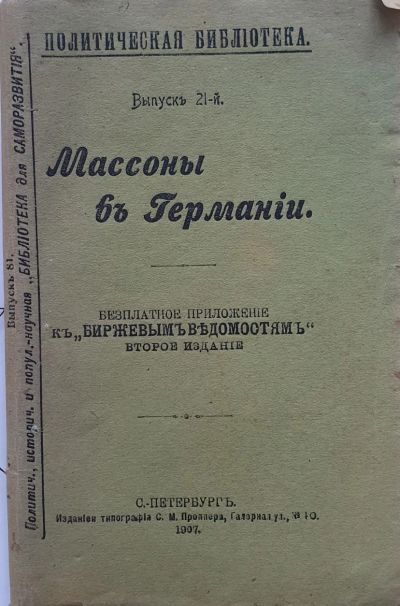 ПОЛИТИЧЕСКАЯ БИБЛІОТЕКА.
Выпускъ 21-й.
Массоны
въ Германіи.
БЕЗПЛАТНОЕ ПРИЛОЖЕНІЕ
КЪ „БИРЖЕВЫМЪ ВѢДОМОСТЯМЪ“
ВТОРОЕ ИЗДАНІЕ
С.-ПЕТЕРБУРГЪ.
Изданіе типографіи С. М. Проппера, Галерная ул., № 40.
1907.
Выпускъ 81.
Политич., историч. и попул.-научная „БИБЛІОТЕКА для САМОРАЗВИТІЯ“